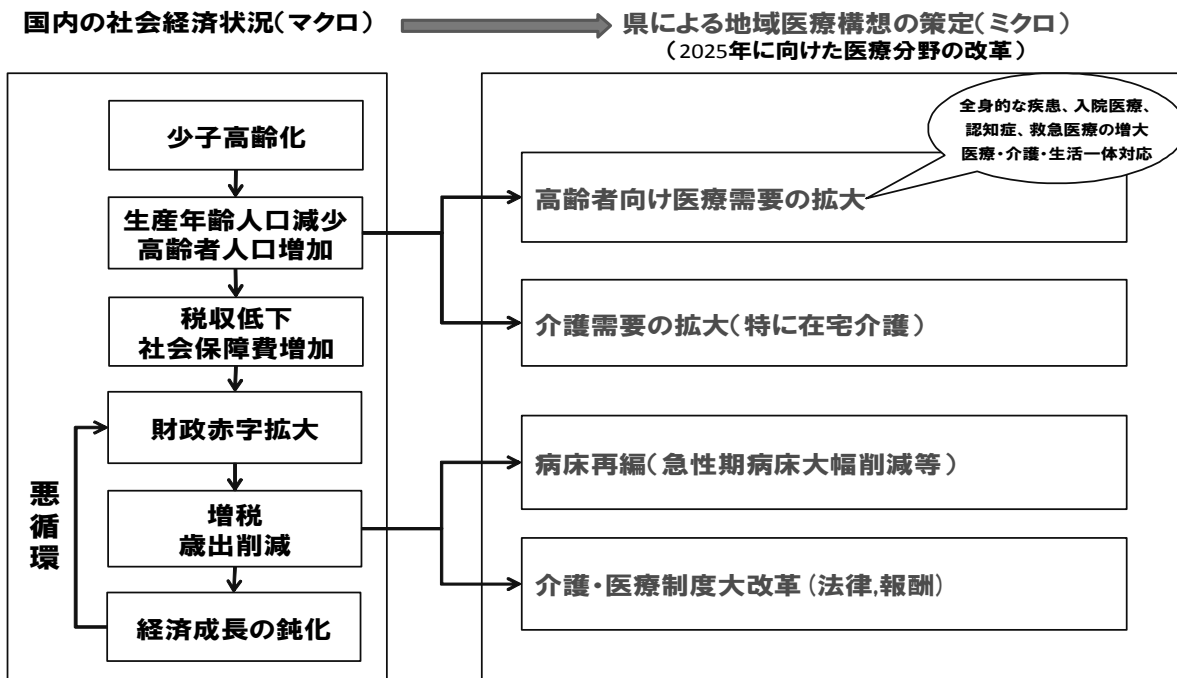 国内の社会経済状況(マクロ)
県による地域医療構想の策定(ミクロ)
(2025年に向けた医療分野の改革)
少子高齢化
生産年齢人口減少
高齢者人口増加
税収低下
社会保障費増加
財政赤字拡大
増税
歳出削減
経済成長の鈍化
悪循環
全身的な疾患、入院医療、
認知症、救急医療の増大
医療・介護・生活一体対応
高齢者向け医療需要の拡大
介護需要の拡大(特に在宅介護)
病床再編(急性期病床大幅削減等)
介護・医療制度大改革(法律,報酬)